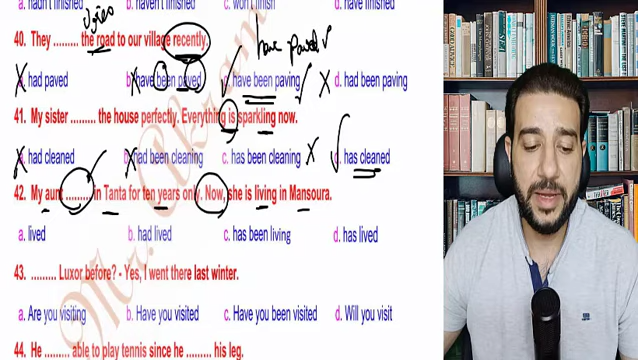 a. hadn't finished b. haven't finished c. won't finish d. have finished
40. They ......... the road to our village recently.
have paved
a. had paved b. have been paved c. have been paving d. had been paving
41. My sister ......... the house perfectly. Everything is sparkling now.
a. had cleaned b. had been cleaning c. has been cleaning d. has cleaned
42. My aunt ......... in Tanta for ten years only. Now, she is living in Mansoura.
a. lived b. had lived c. has been living d. has lived
43. ......... Luxor before? - Yes, I went there last winter.
a. Are you visiting b. Have you visited c. Have you been visited d. Will you visit
44. He ......... able to play tennis since he ......... his leg.